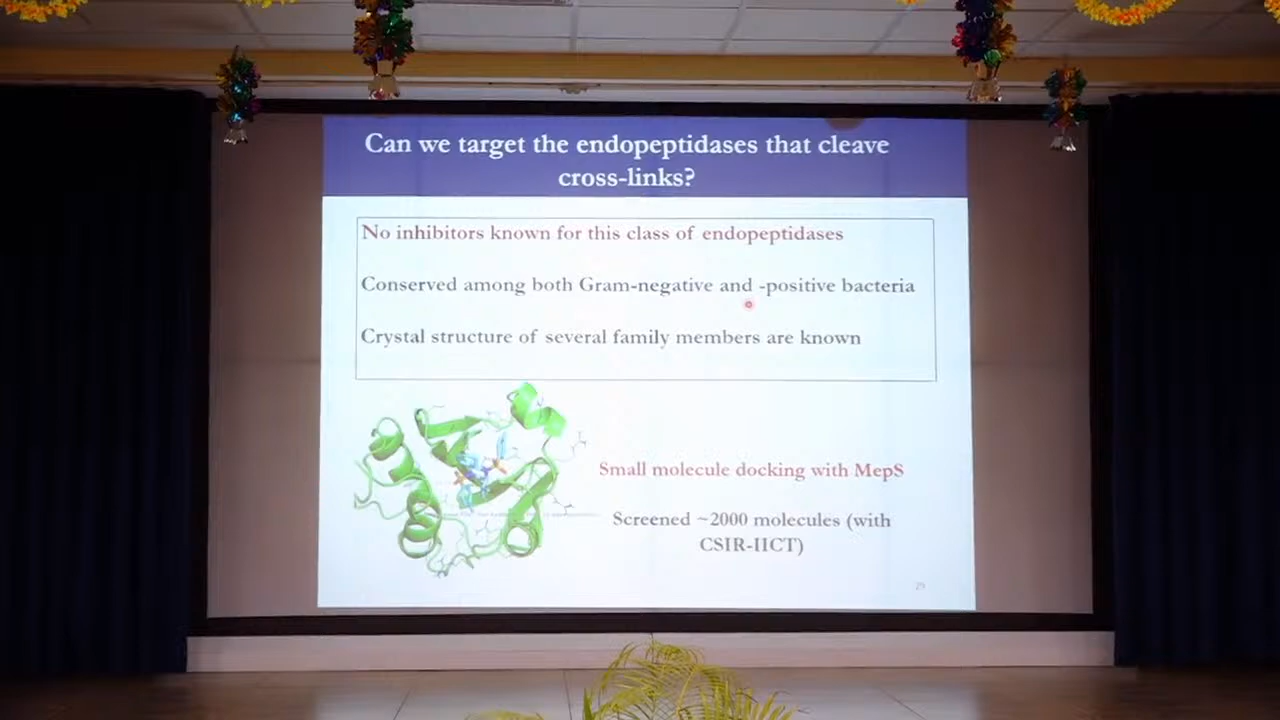 Can we target the endopeptidases that cleave
cross-links?
No inhibitors known for this class of endopeptidases
Conserved among both Gram-negative and -positive bacteria
Crystal structure of several family members are known
Small molecule docking with MepS
Screened ~2000 molecules (with
CSIR-IICT)